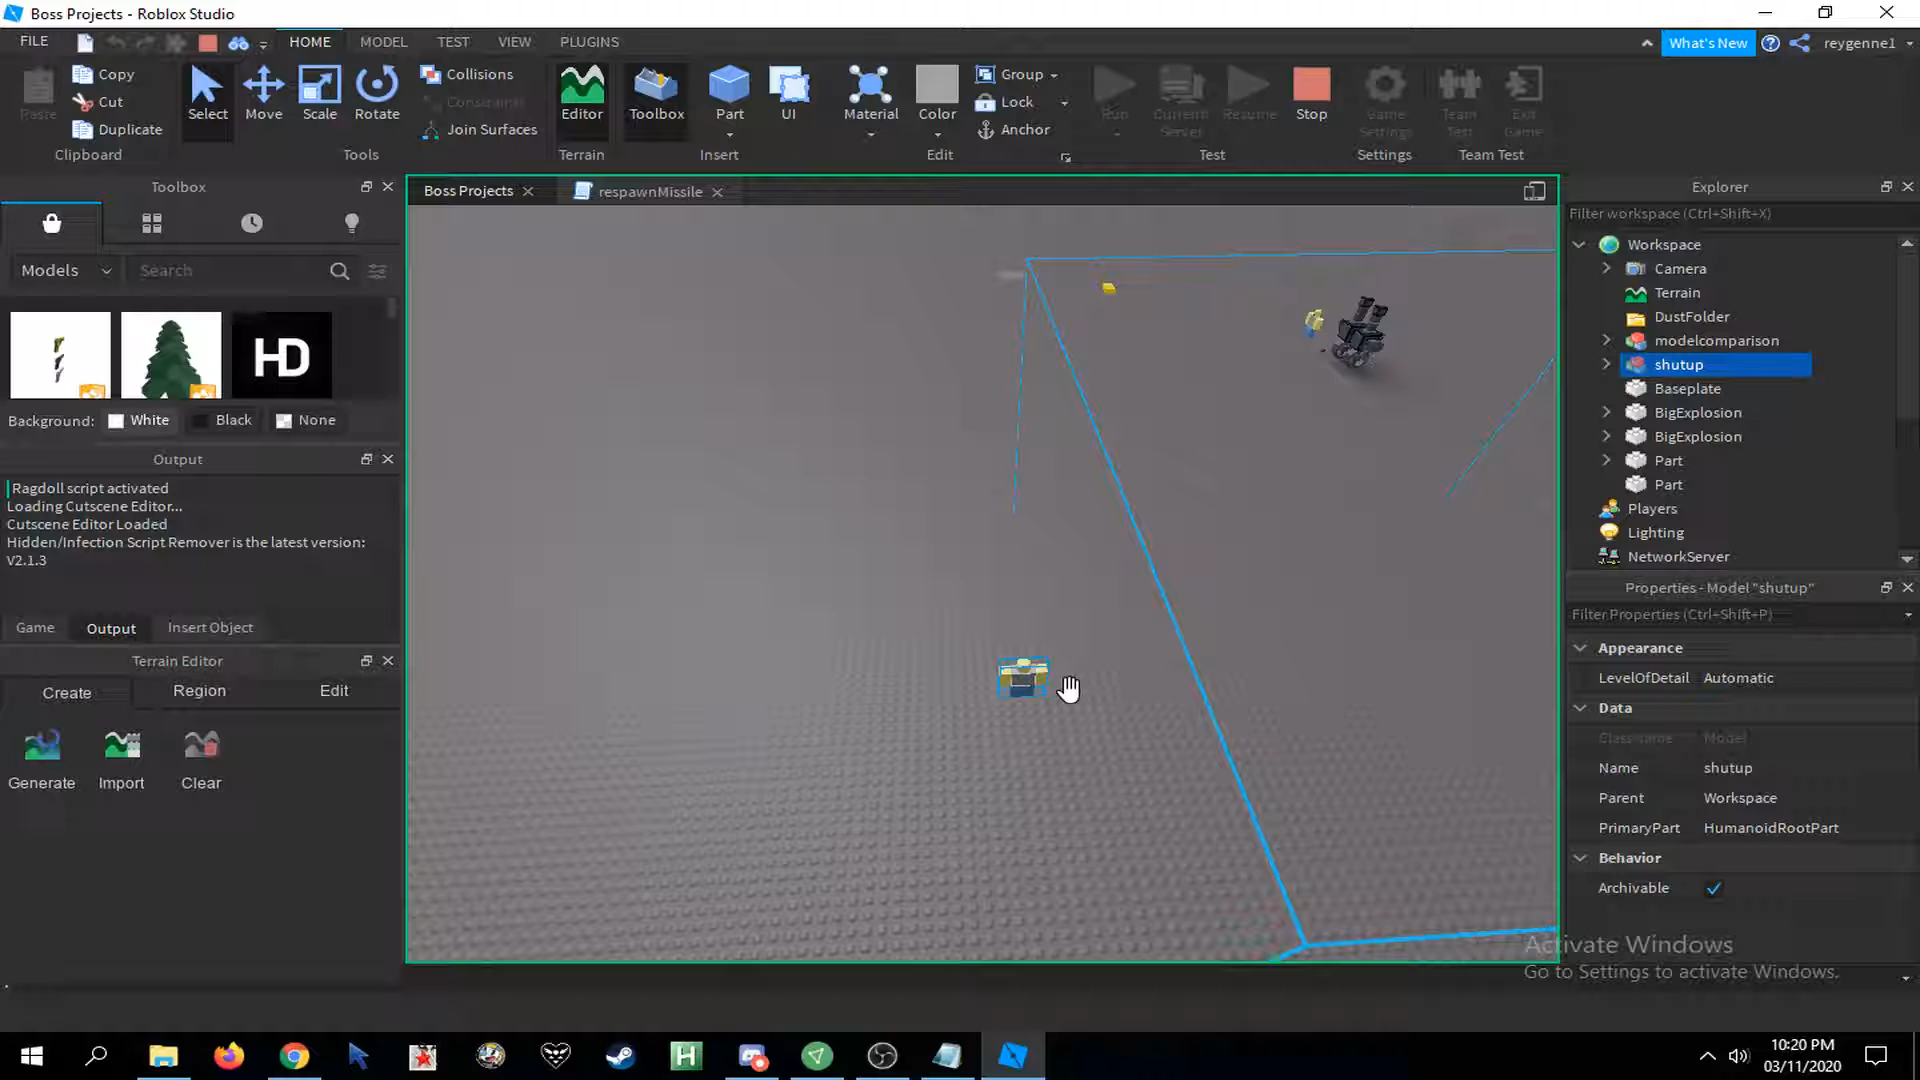 Boss Projects - Roblox Studio
FILE
HOME
MODEL
TEST
VIEW
PLUGINS
What's New
reygenne1
Paste
Copy
Cut
Duplicate
Clipboard
Select
Move
Scale
Rotate
Collisions
Constraints
Join Surfaces
Tools
Editor
Terrain
Toolbox
Part
UI
Insert
Material
Color
Group
Lock
Anchor
Edit
Run
Current
Server
Resume
Stop
Test
Game
Settings
Settings
Team
Test
Exit
Game
Team Test
Toolbox
Models
Search
HD
Background:
White
Black
None
Output
Ragdoll script activated
Loading Cutscene Editor...
Cutscene Editor Loaded
Hidden/Infection Script Remover is the latest version:
V2.1.3
Game
Output
Insert Object
Terrain Editor
Create
Region
Edit
Generate
Import
Clear
Boss Projects
respawnMissile
Explorer
Filter workspace (Ctrl+Shift+X)
Workspace
Camera
Terrain
DustFolder
modelcomparison
shutup
Baseplate
BigExplosion
BigExplosion
Part
Part
Players
Lighting
NetworkServer
Properties - Model "shutup"
Filter Properties (Ctrl+Shift+P)
Appearance
LevelOfDetail Automatic
Data
ClassName Model
Name shutup
Parent Workspace
PrimaryPart HumanoidRootPart
Behavior
Archivable
Activate Windows
Go to Settings to activate Windows.
10:20 PM
03/11/2020